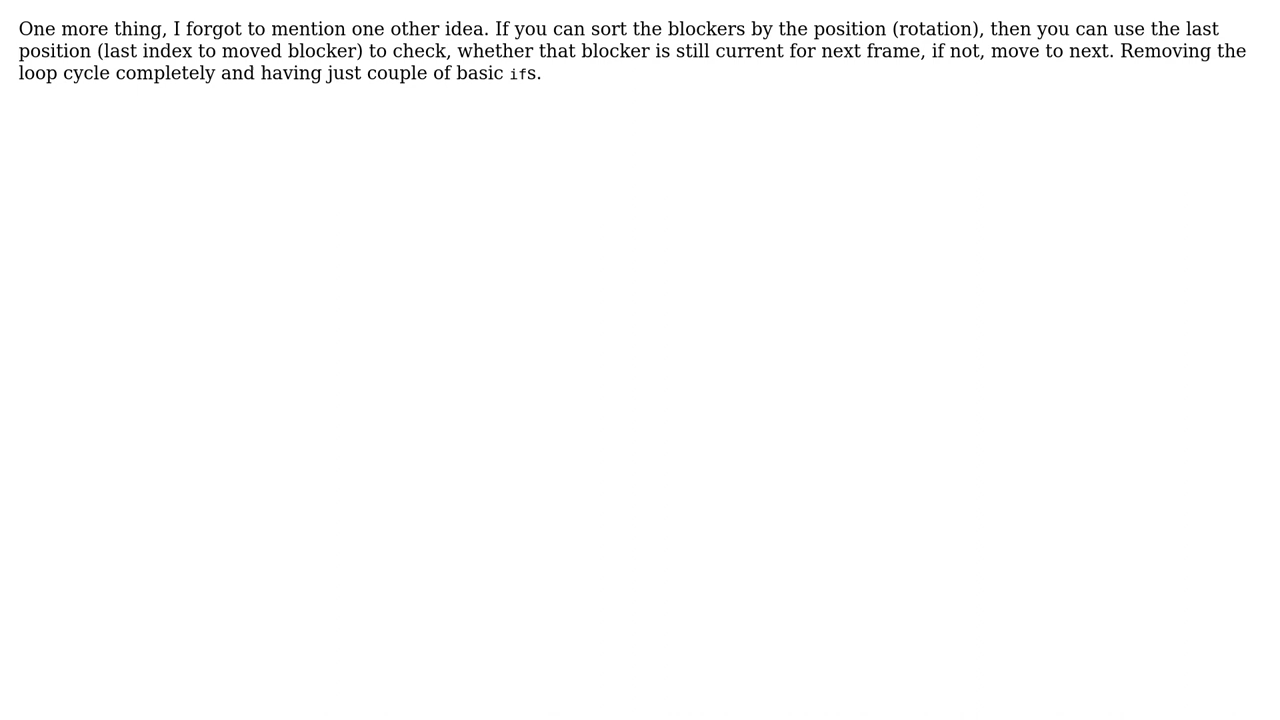 One more thing, I forgot to mention one other idea. If you can sort the blockers by the position (rotation), then you can use the last
position (last index to moved blocker) to check, whether that blocker is still current for next frame, if not, move to next. Removing the
loop cycle completely and having just couple of basic ifs.